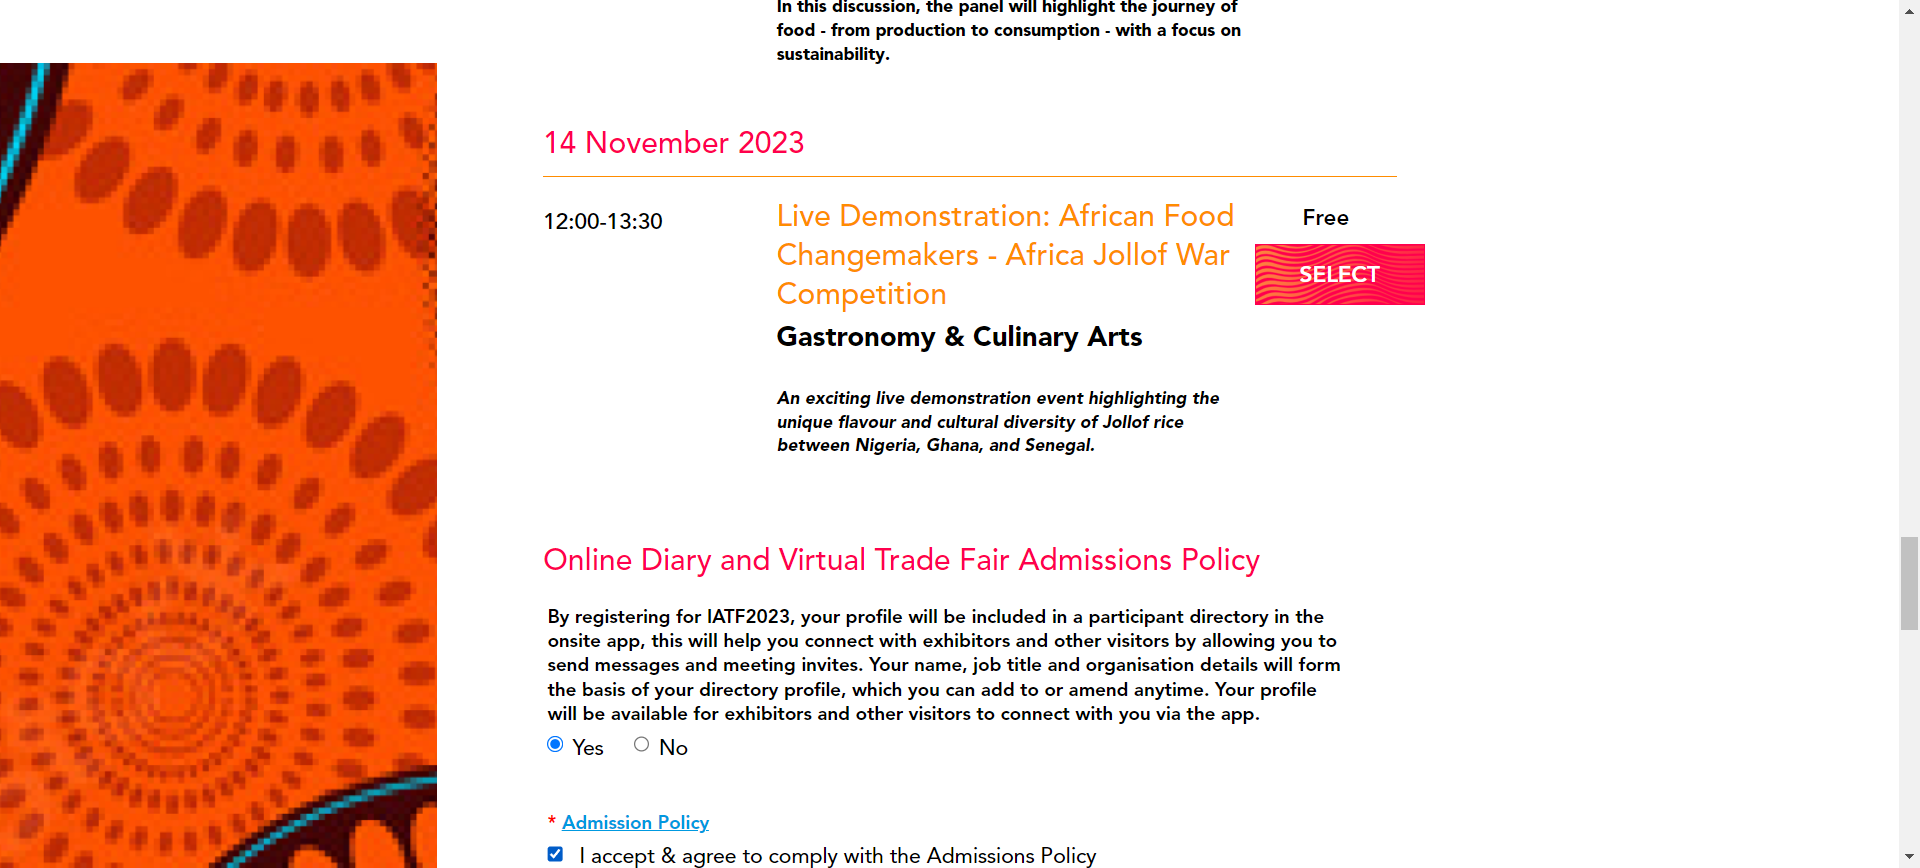 In this discussion, the panel will highlight the journey of
food - from production to consumption - with a focus on
sustainability.
14 November 2023
12:00-13:30
Live Demonstration: African Food
Changemakers - Africa Jollof War
Competition
Free
SELECT
Gastronomy & Culinary Arts
An exciting live demonstration event highlighting the
unique flavour and cultural diversity of Jollof rice
between Nigeria, Ghana, and Senegal.
Online Diary and Virtual Trade Fair Admissions Policy
By registering for IATF2023, your profile will be included in a participant directory in the
onsite app, this will help you connect with exhibitors and other visitors by allowing you to
send messages and meeting invites. Your name, job title and organisation details will form
the basis of your directory profile, which you can add to or amend anytime. Your profile
will be available for exhibitors and other visitors to connect with you via the app.
Yes No
* Admission Policy
I accept & agree to comply with the Admissions Policy